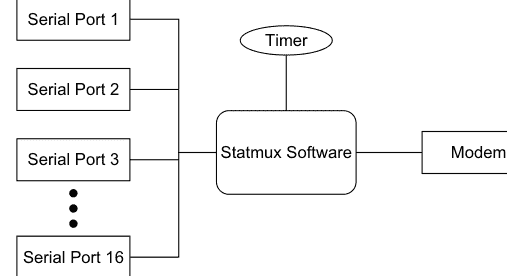 Serial Port 1
Timer
Serial Port 2
Statmux Software
Modem
Serial Port 3
Serial Port 16